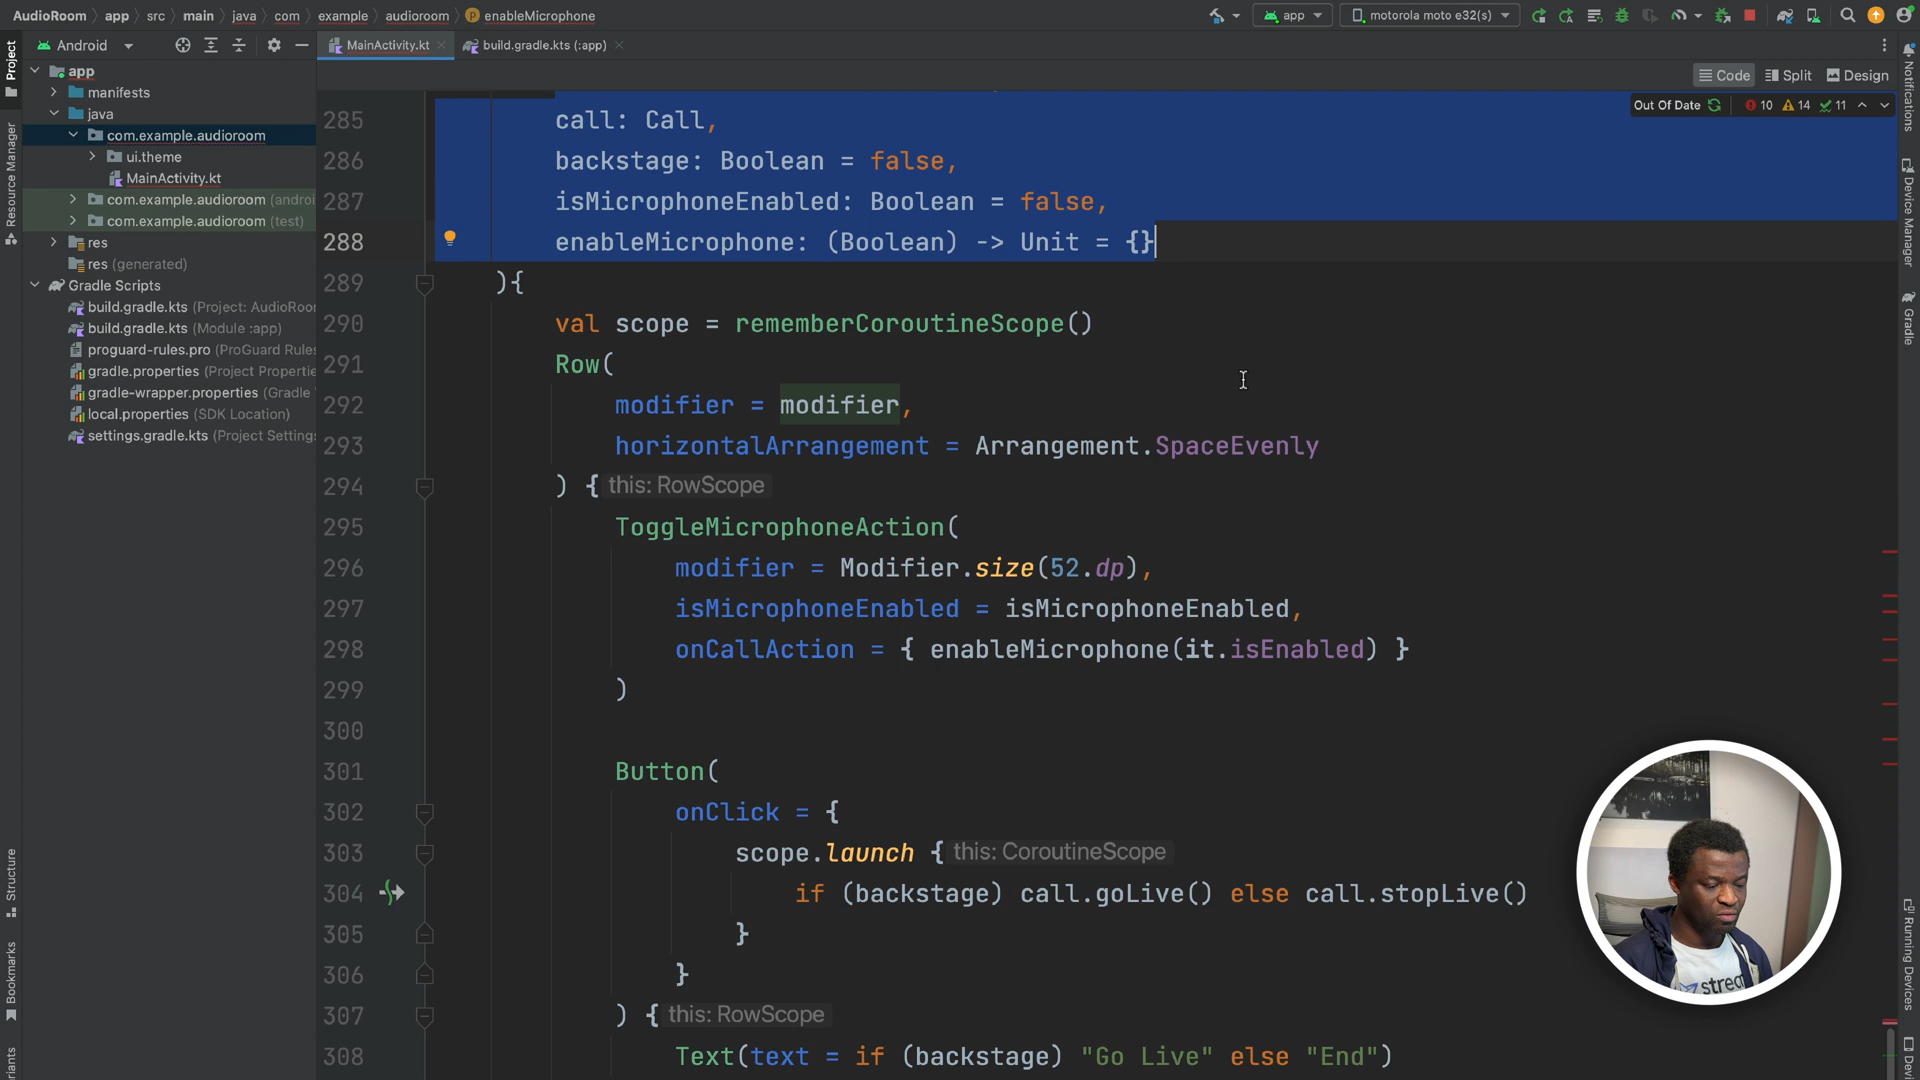 AudioRoom app src main java com example audioroom enableMicrophone
app motorola moto e32(s)
Android MainActivity.kt build.gradle.kts (:app)
Code Split Design
Out Of Date 10 14 11
Project
Resource Manager
Structure
Bookmarks
Notifications
Device Manager
Gradle
Running Devices
app
manifests
java
com.example.audioroom
ui.theme
MainActivity.kt
com.example.audioroom (androi
com.example.audioroom (test)
res
res (generated)
Gradle Scripts
build.gradle.kts (Project: AudioRoo
build.gradle.kts (Module :app)
proguard-rules.pro (ProGuard Rules
gradle.properties (Project Propertie
gradle-wrapper.properties (Gradle
local.properties (SDK Location)
settings.gradle.kts (Project Setting
285 call: Call,
286 backstage: Boolean = false,
287 isMicrophoneEnabled: Boolean = false,
288 enableMicrophone: (Boolean) -> Unit = {}
289 ){
290 val scope = rememberCoroutineScope()
291 Row(
292 modifier = modifier,
293 horizontalArrangement = Arrangement.SpaceEvenly
294 ) { this: RowScope
295 ToggleMicrophoneAction(
296 modifier = Modifier.size(52.dp),
297 isMicrophoneEnabled = isMicrophoneEnabled,
298 onCallAction = { enableMicrophone(it.isEnabled) }
299 )
300
301 Button(
302 onClick = {
303 scope.launch { this: CoroutineScope
304 if (backstage) call.goLive() else call.stopLive()
305 }
306 }
307 ) { this: RowScope
308 Text(text = if (backstage) "Go Live" else "End")